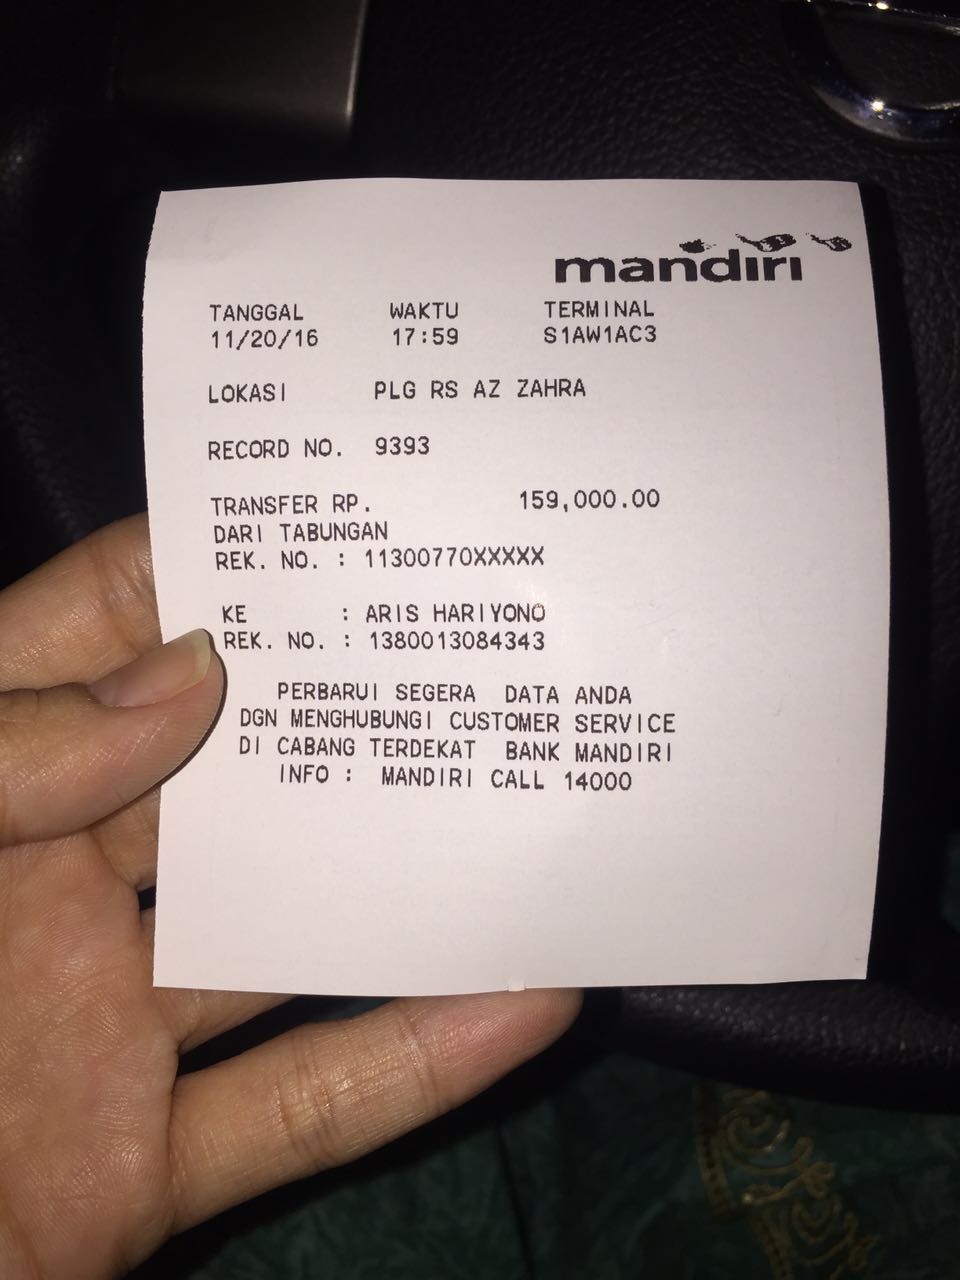 mandiri
TANGGAL WAKTU TERMINAL
11/20/16 17:59 S1AW1AC3
LOKASI PLG RS AZ ZAHRA
RECORD NO. 9393
TRANSFER RP. 159,000.00
DARI TABUNGAN
REK. NO. : 11300770XXXXX
KE : ARIS HARIYONO
REK. NO. : 1380013084343
PERBARUI SEGERA DATA ANDA
DGN MENGHUBUNGI CUSTOMER SERVICE
DI CABANG TERDEKAT BANK MANDIRI
INFO : MANDIRI CALL 14000